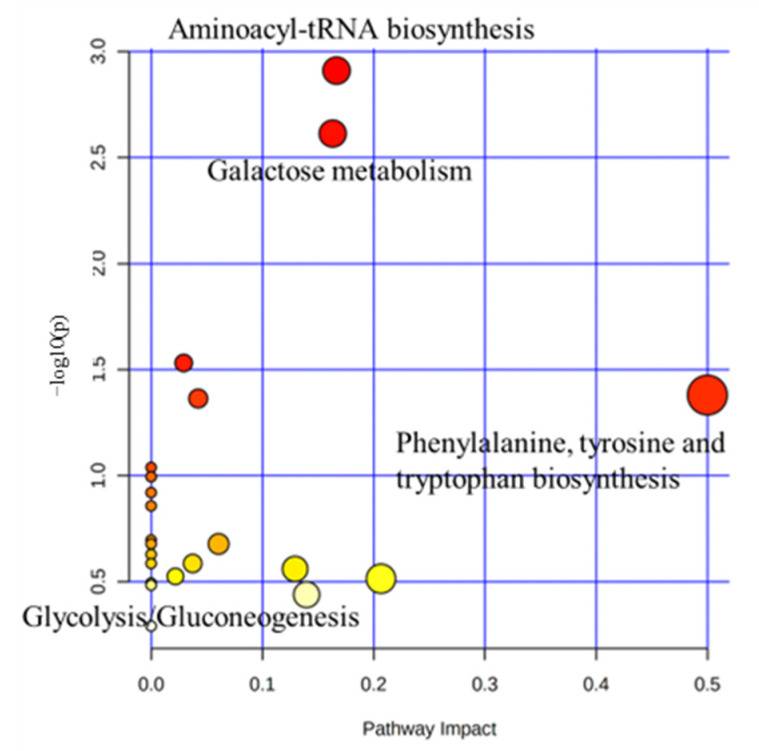 Aminoacyl-tRNA biosynthesis
3.0
Galactose metabolism
2.5
2.0
−log10(p)
1.5
Phenylalanine, tyrosine and
tryptophan biosynthesis
1.0
0.5
Glycolysis/Gluconeogenesis
0.0 0.1 0.2 0.3 0.4 0.5
Pathway Impact